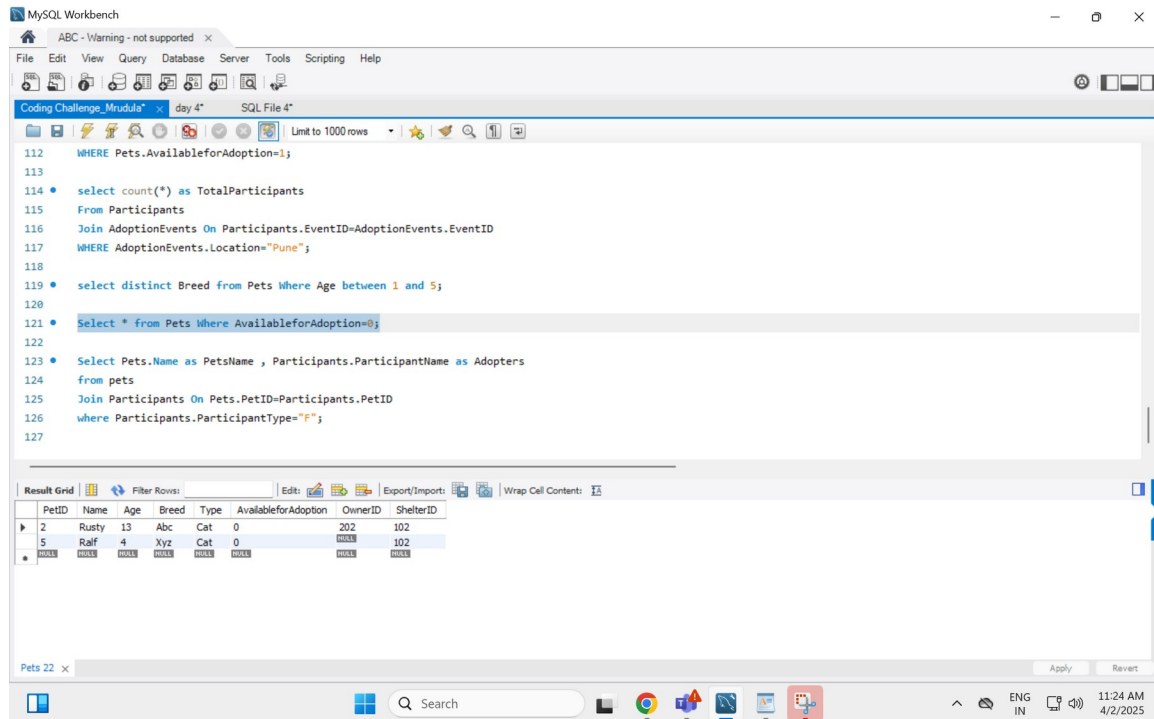 MySQL Workbench
ABC - Warning - not supported
File Edit View Query Database Server Tools Scripting Help
Coding Challenge_Mrudula* day 4* SQL File 4*
Limit to 1000 rows
112 WHERE Pets.AvailableforAdoption=1;
113
114 select count(*) as TotalParticipants
115 From Participants
116 Join AdoptionEvents On Participants.EventID=AdoptionEvents.EventID
117 WHERE AdoptionEvents.Location="Pune";
118
119 select distinct Breed from Pets Where Age between 1 and 5;
120
121 Select * from Pets Where AvailableforAdoption=0;
122
123 Select Pets.Name as PetsName , Participants.ParticipantName as Adopters
124 from pets
125 Join Participants On Pets.PetID=Participants.PetID
126 where Participants.ParticipantType="F";
127
Result Grid Filter Rows: Edit: Export/Import: Wrap Cell Content:
PetID Name Age Breed Type AvailableforAdoption OwnerID ShelterID
2 Rusty 13 Abc Cat 0 202 102
5 Ralf 4 Xyz Cat 0 NULL 102
NULL NULL NULL NULL NULL NULL NULL NULL
Pets 22 Apply Revert
Search ENG IN 11:24 AM 4/2/2025